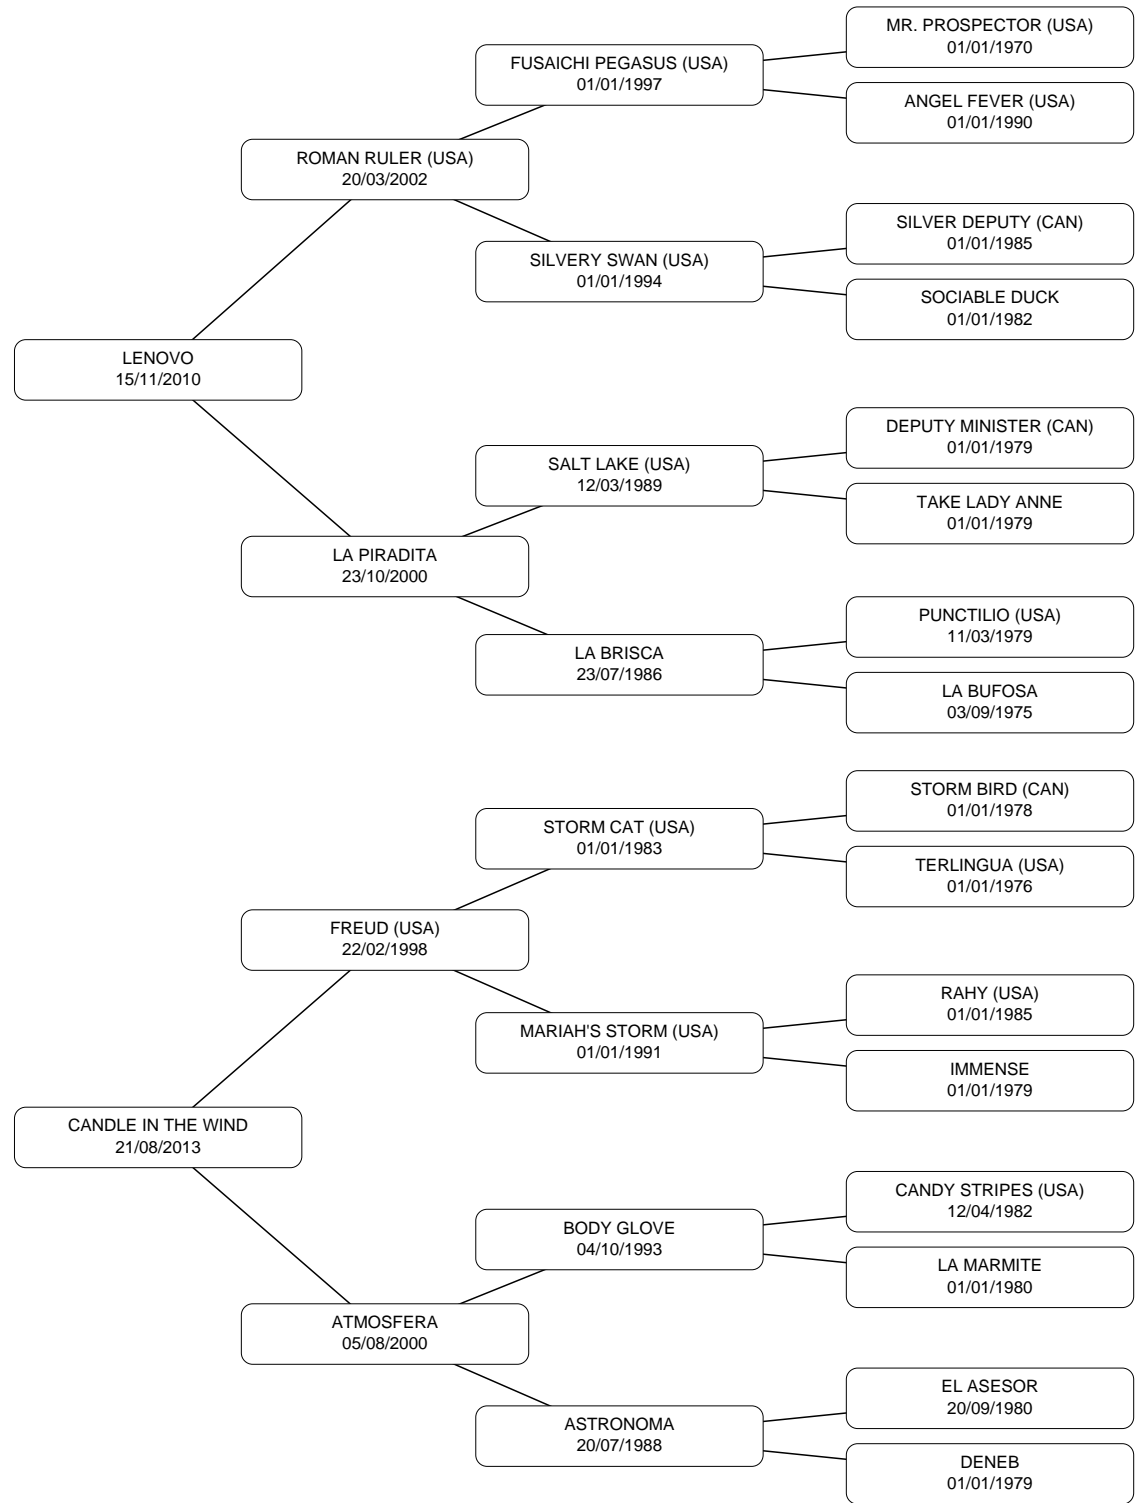 MR. PROSPECTOR (USA)
01/01/1970
FUSAICHI PEGASUS (USA)
01/01/1997
ANGEL FEVER (USA)
01/01/1990
ROMAN RULER (USA)
20/03/2002
SILVER DEPUTY (CAN)
01/01/1985
SILVERY SWAN (USA)
01/01/1994
SOCIABLE DUCK
01/01/1982
LENOVO
15/11/2010
DEPUTY MINISTER (CAN)
01/01/1979
SALT LAKE (USA)
12/03/1989
TAKE LADY ANNE
01/01/1979
LA PIRADITA
23/10/2000
PUNCTILIO (USA)
11/03/1979
LA BRISCA
23/07/1986
LA BUFOSA
03/09/1975
STORM BIRD (CAN)
01/01/1978
STORM CAT (USA)
01/01/1983
TERLINGUA (USA)
01/01/1976
FREUD (USA)
22/02/1998
RAHY (USA)
01/01/1985
MARIAH'S STORM (USA)
01/01/1991
IMMENSE
01/01/1979
CANDLE IN THE WIND
21/08/2013
CANDY STRIPES (USA)
12/04/1982
BODY GLOVE
04/10/1993
LA MARMITE
01/01/1980
ATMOSFERA
05/08/2000
EL ASESOR
20/09/1980
ASTRONOMA
20/07/1988
DENEB
01/01/1979